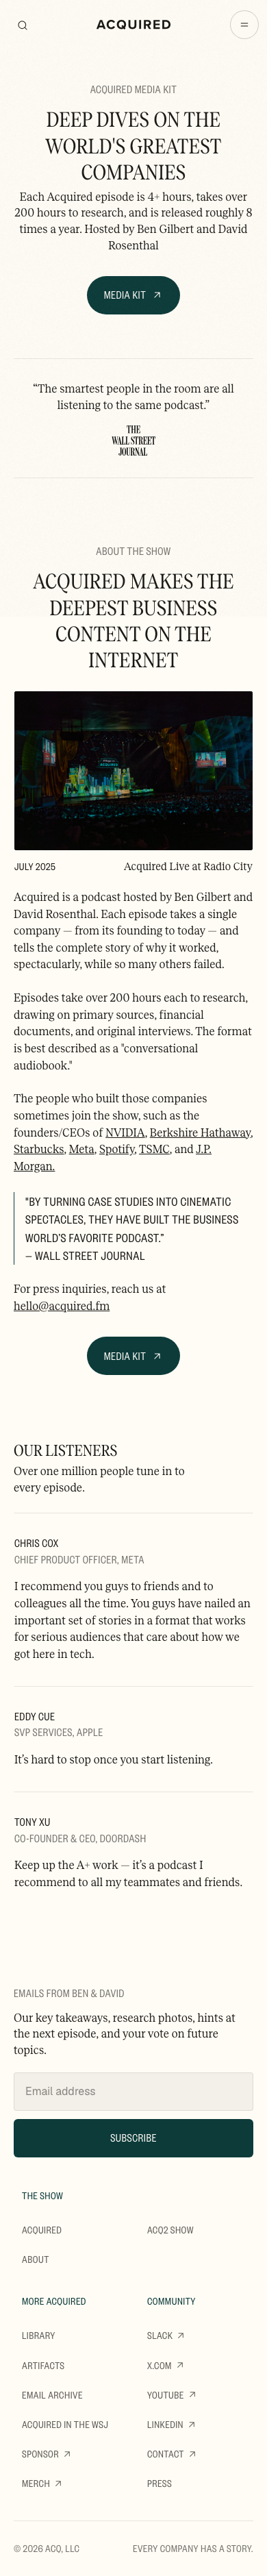 ACQUIRED
ACQUIRED MEDIA KIT
DEEP DIVES ON THE
WORLD'S GREATEST
COMPANIES
Each Acquired episode is 4+ hours, takes over
200 hours to research, and is released roughly 8
times a year. Hosted by Ben Gilbert and David
Rosenthal
MEDIA KIT
“The smartest people in the room are all
listening to the same podcast.”
THE
WALL STREET
JOURNAL
ABOUT THE SHOW
ACQUIRED MAKES THE
DEEPEST BUSINESS
CONTENT ON THE
INTERNET
ACQUIRED
JULY 2025 Acquired Live at Radio City
Acquired is a podcast hosted by Ben Gilbert and
David Rosenthal. Each episode takes a single
company — from its founding to today — and
tells the complete story of why it worked,
spectacularly, while so many others failed.
Episodes take over 200 hours each to research,
drawing on primary sources, financial
documents, and original interviews. The format
is best described as a "conversational
audiobook."
The people who built those companies
sometimes join the show, such as the
founders/CEOs of NVIDIA, Berkshire Hathaway,
Starbucks, Meta, Spotify, TSMC, and J.P.
Morgan.
"BY TURNING CASE STUDIES INTO CINEMATIC
SPECTACLES, THEY HAVE BUILT THE BUSINESS
WORLD'S FAVORITE PODCAST."
— WALL STREET JOURNAL
For press inquiries, reach us at
hello@acquired.fm
MEDIA KIT
OUR LISTENERS
Over one million people tune in to
every episode.
CHRIS COX
CHIEF PRODUCT OFFICER, META
I recommend you guys to friends and to
colleagues all the time. You guys have nailed an
important set of stories in a format that works
for serious audiences that care about how we
got here in tech.
EDDY CUE
SVP SERVICES, APPLE
It’s hard to stop once you start listening.
TONY XU
CO-FOUNDER & CEO, DOORDASH
Keep up the A+ work — it’s a podcast I
recommend to all my teammates and friends.
EMAILS FROM BEN & DAVID
Our key takeaways, research photos, hints at
the next episode, and your vote on future
topics.
Email address
SUBSCRIBE
THE SHOW
ACQUIRED ACQ2 SHOW
ABOUT
MORE ACQUIRED COMMUNITY
LIBRARY SLACK
ARTIFACTS X.COM
EMAIL ARCHIVE YOUTUBE
ACQUIRED IN THE WSJ LINKEDIN
SPONSOR CONTACT
MERCH PRESS
© 2026 ACQ, LLC EVERY COMPANY HAS A STORY.